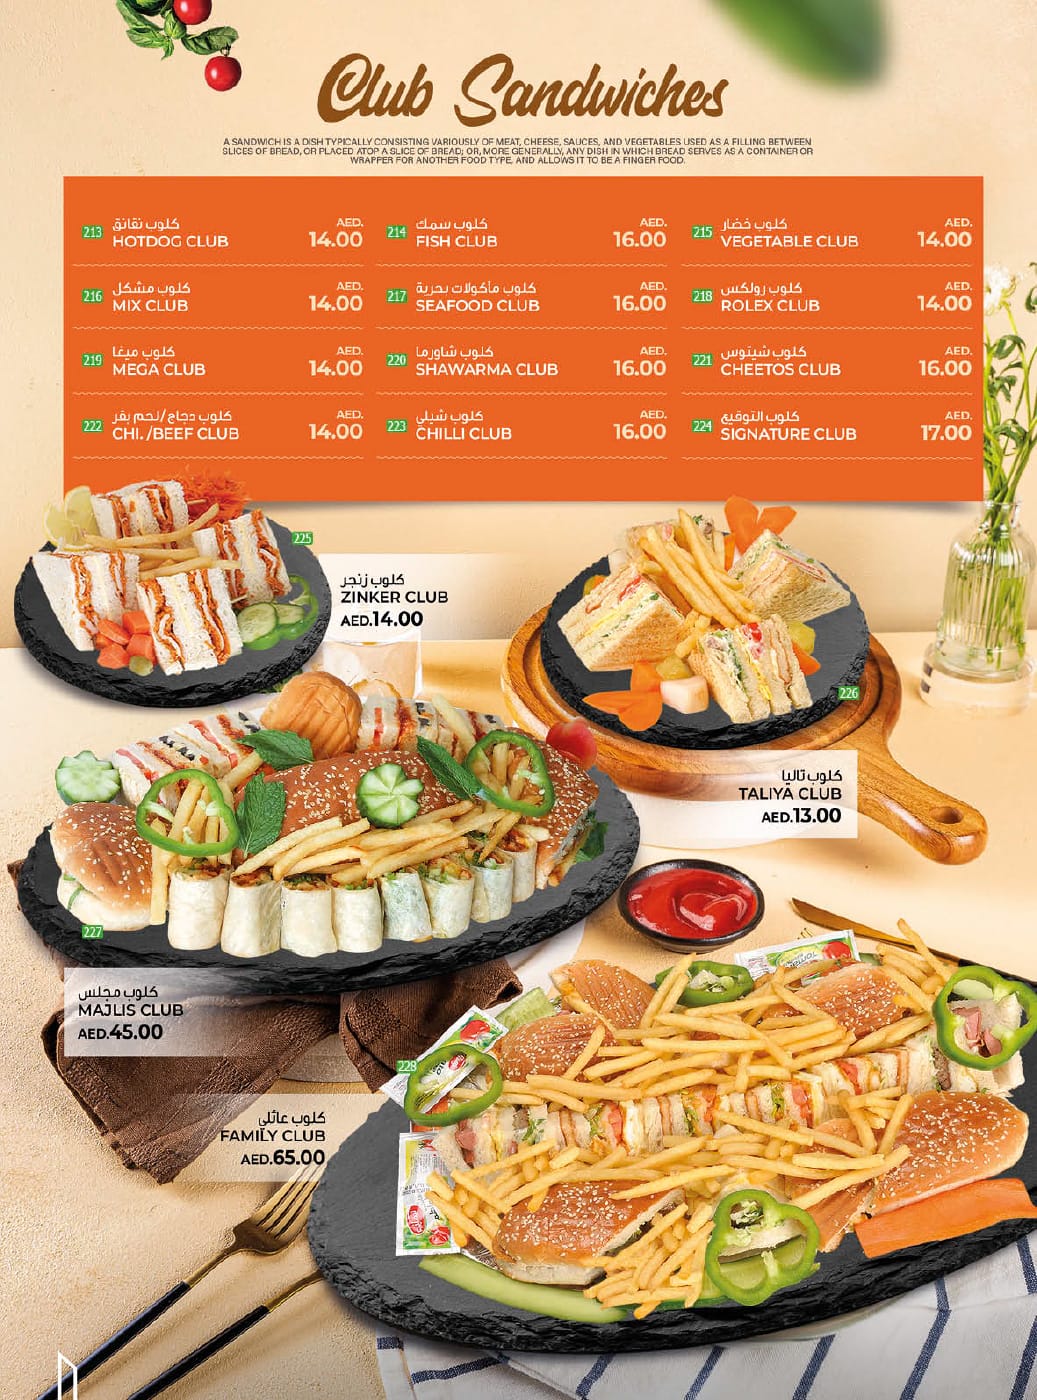 Club Sandwiches
A SANDWICH IS A DISH TYPICALLY CONSISTING VARIOUSLY OF MEAT, CHEESE, SAUCES, AND VEGETABLES USED AS A FILLING BETWEEN
SLICES OF BREAD, OR PLACED ATOP A SLICE OF BREAD; OR, MORE GENERALLY, ANY DISH IN WHICH BREAD SERVES AS A CONTAINER OR
WRAPPER FOR ANOTHER FOOD TYPE, AND ALLOWS IT TO BE A FINGER FOOD.
213 كلوب نقانق AED.
HOTDOG CLUB 14.00
214 كلوب سمك AED.
FISH CLUB 16.00
215 كلوب خضار AED.
VEGETABLE CLUB 14.00
216 كلوب مشكل AED.
MIX CLUB 14.00
217 كلوب مأكولات بحرية AED.
SEAFOOD CLUB 16.00
218 كلوب رولكس AED.
ROLEX CLUB 14.00
219 كلوب ميغا AED.
MEGA CLUB 14.00
220 كلوب شاورما AED.
SHAWARMA CLUB 16.00
221 كلوب شيتوس AED.
CHEETOS CLUB 16.00
222 كلوب دجاج/لحم بقر AED.
CHI. /BEEF CLUB 14.00
223 كلوب شيلي AED.
CHILLI CLUB 16.00
224 كلوب التوقيع AED.
SIGNATURE CLUB 17.00
225
كلوب زنجر
ZINKER CLUB
AED.14.00
226
كلوب تاليا
TALIYA CLUB
AED.13.00
227
كلوب مجلس
MAJLIS CLUB
AED.45.00
228
كلوب عائلي
FAMILY CLUB
AED.65.00